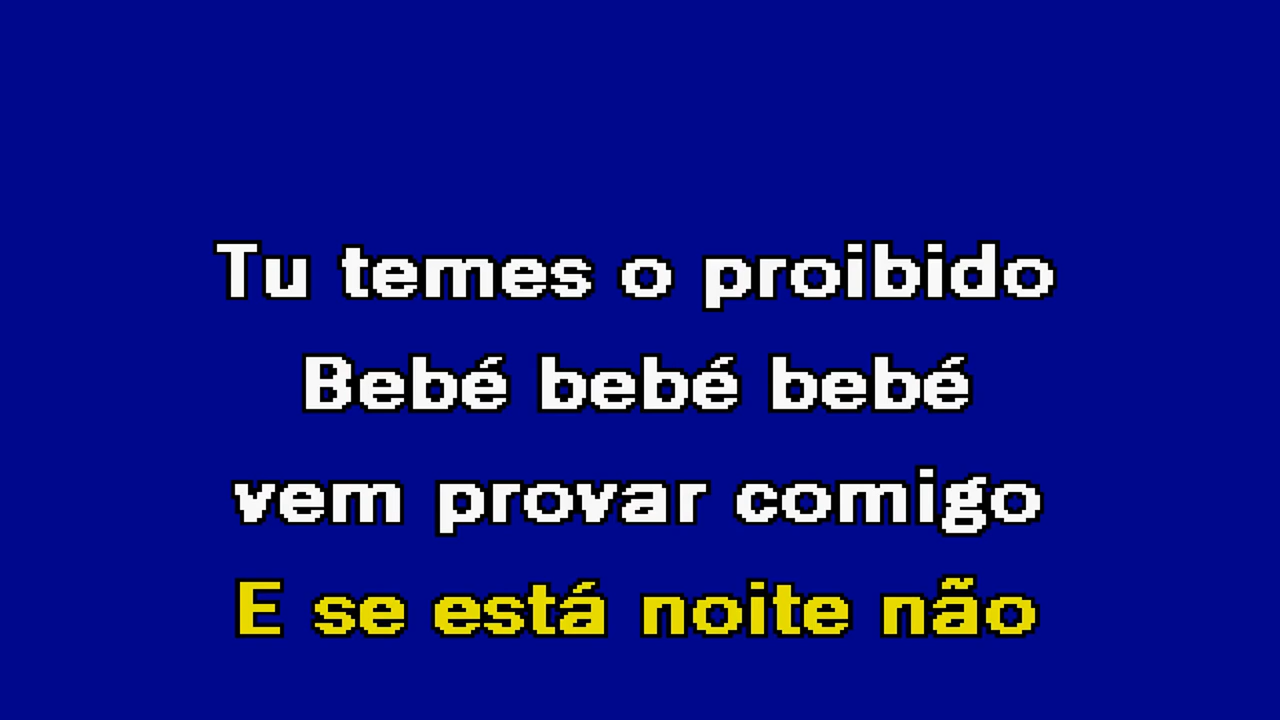 Tu temes o proibido
Bebé bebé bebé
vem provar comigo
E se está noite não